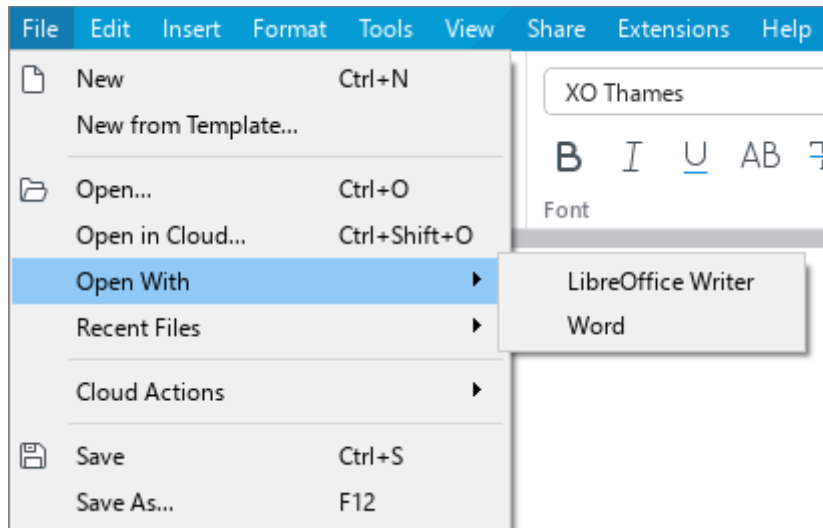 File Edit Insert Format Tools View Share Extensions Help
New Ctrl+N
New from Template...
Open... Ctrl+O
Open in Cloud... Ctrl+Shift+O
Open With
Recent Files
Cloud Actions
Save Ctrl+S
Save As... F12
LibreOffice Writer
Word
XO Thames
B I U AB
Font